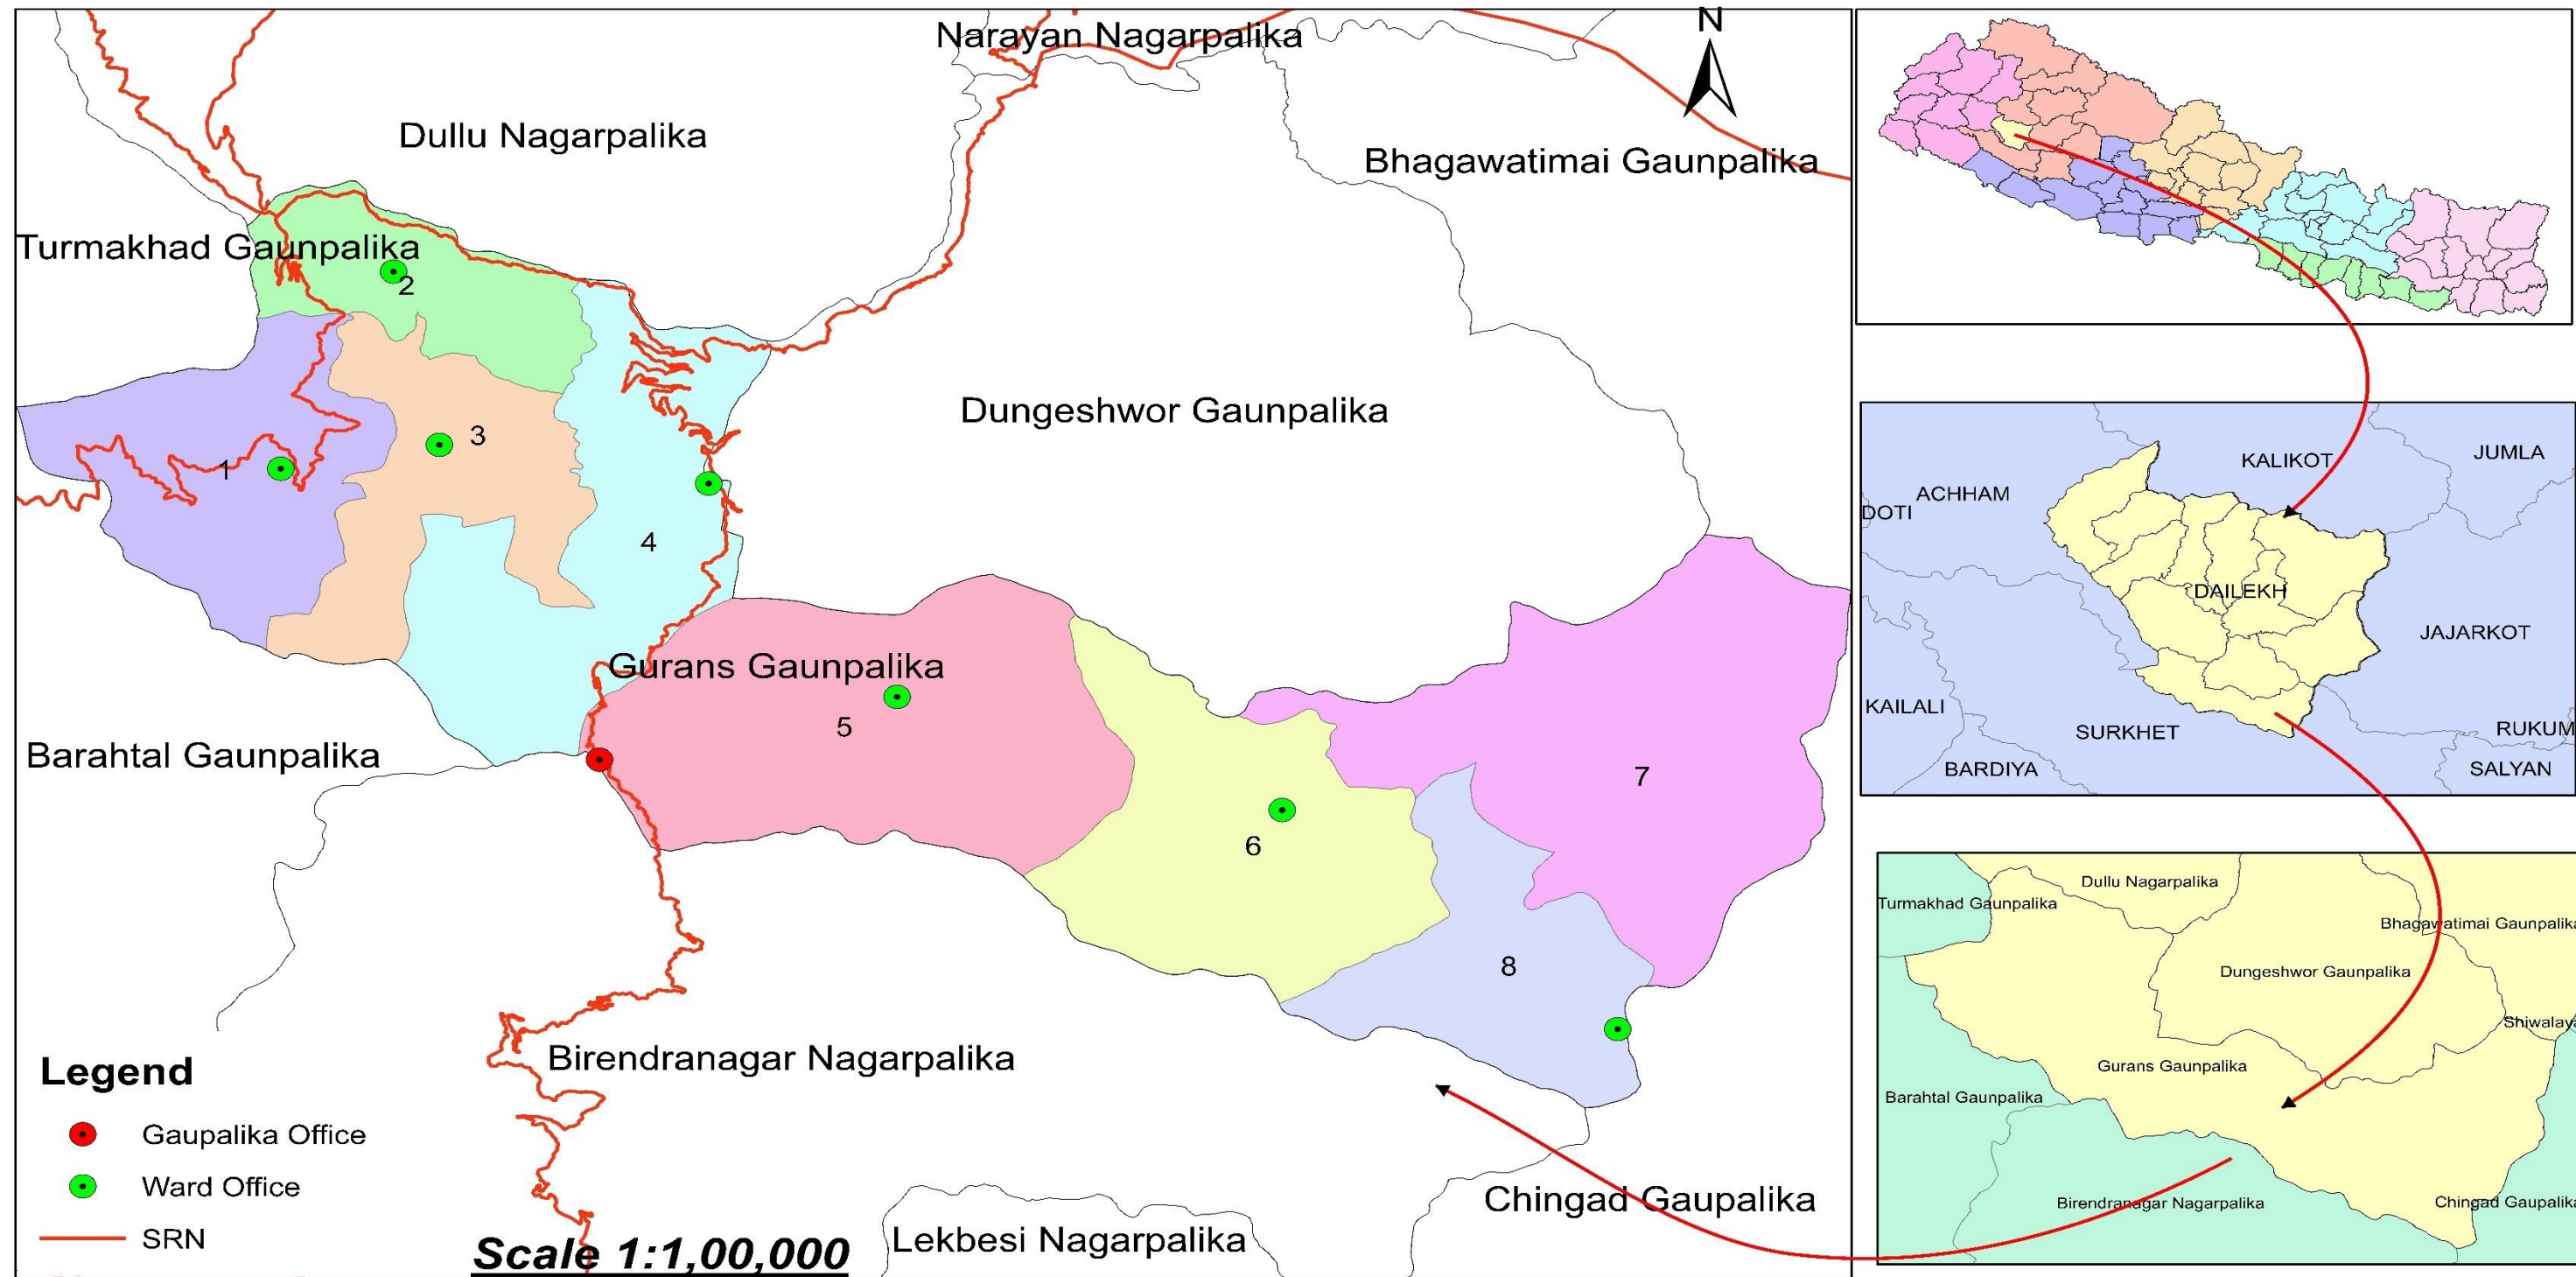 Narayan Nagarpalika
N
Dullu Nagarpalika
Bhagawatimai Gaunpalika
Turmakhad Gaunpalika
2
Dungeshwor Gaunpalika
3
1
4
Gurans Gaunpalika
5
Barahtal Gaunpalika
7
6
8
Birendranagar Nagarpalika
Chingad Gaupalika
Lekbesi Nagarpalika
Legend
Gaupalika Office
Ward Office
SRN
Scale 1:1,00,000
JUMLA
KALIKOT
ACHHAM
DOTI
DAILEKH
JAJARKOT
KAILALI
SURKHET
RUKUM
BARDIYA
SALYAN
Dullu Nagarpalika
Turmakhad Gaunpalika
Bhagawatimai Gaunpalika
Dungeshwor Gaunpalika
Shiwalaya
Gurans Gaunpalika
Barahtal Gaunpalika
Birendranagar Nagarpalika
Chingad Gaupalika